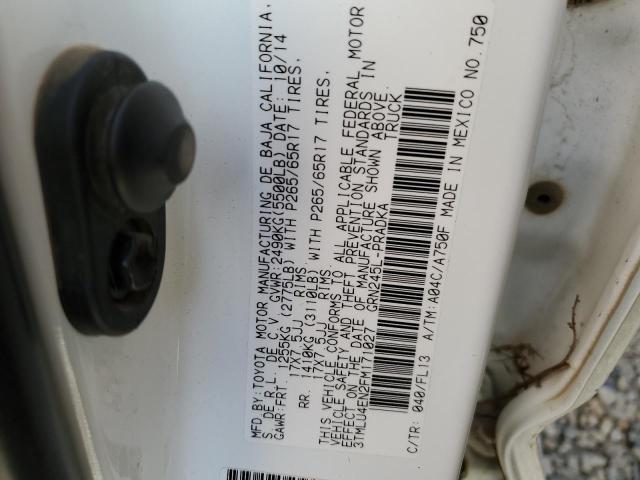 MFD BY: TOYOTA MOTOR MANUFACTURING DE BAJA CALIFORNIA,
S. DE R.L. DE C.V. GVWR:2490KG(5500LB) DATE: 10/14
GAWR:FRT. 1255KG (2775LB) WITH P265/65R17 TIRES,
17X7.5JJ RIMS
RR. 1410KG (3110LB) WITH P265/65R17 TIRES,
17X7.5JJ RIMS
THIS VEHICLE CONFORMS TO ALL APPLICABLE FEDERAL MOTOR
VEHICLE SAFETY AND THEFT PREVENTION STANDARDS IN
EFFECT ON THE DATE OF MANUFACTURE SHOWN ABOVE.
3TMLU4EN2FM171027 GRN245L-PRADKA TRUCK
C/TR: 040/FL13 A/TM:A04C/A750F MADE IN MEXICO NO.750